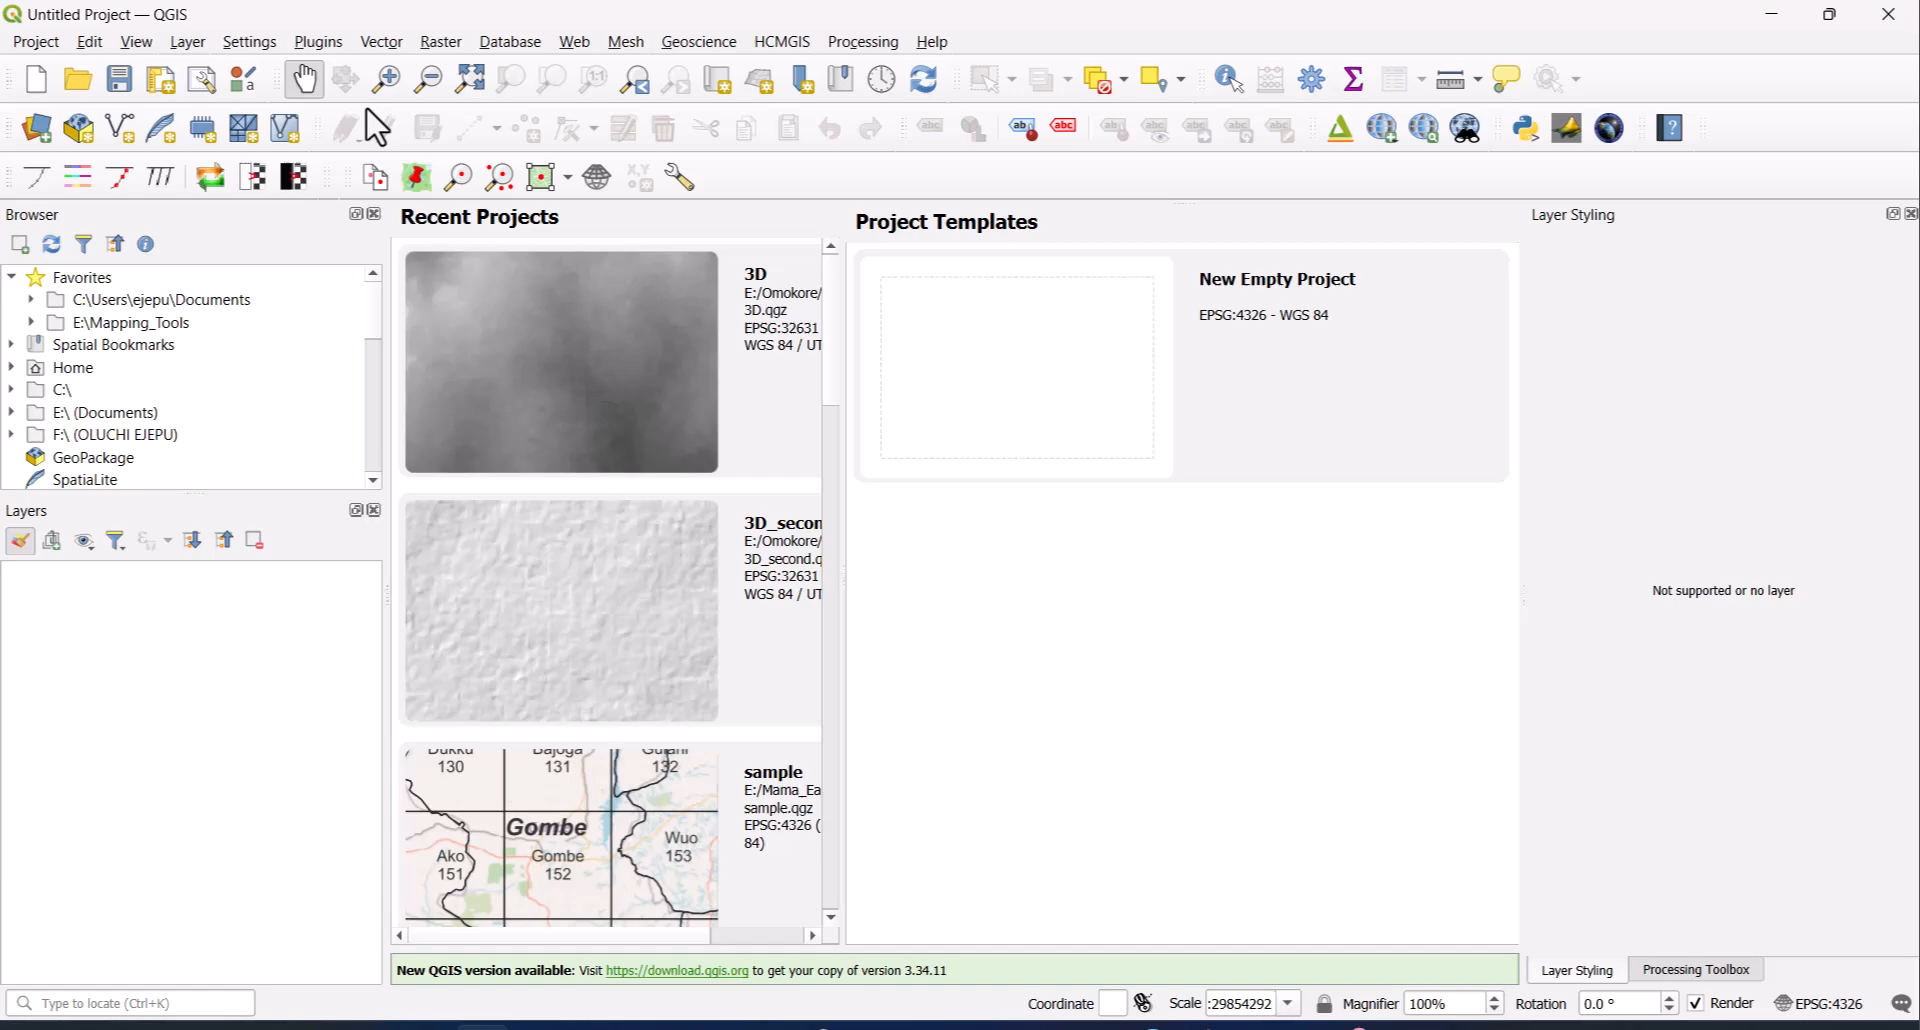 Untitled Project — QGIS
Project Edit View Layer Settings Plugins Vector Raster Database Web Mesh Geoscience HCMGIS Processing Help
Browser
Favorites
C:\Users\ejepu\Documents
E:\Mapping_Tools
Spatial Bookmarks
Home
C:\
E:\ (Documents)
F:\ (OLUCHI EJEPU)
GeoPackage
SpatiaLite
Layers
Recent Projects
3D
E:/Omokore/
3D.qgz
EPSG:32631
WGS 84 / UT
3D_secon
E:/Omokore/
3D_second.q
EPSG:32631
WGS 84 / UT
Dukku
130
Bajoga
131
Gulani
132
Gombe
Ako
151
Gombe
152
Wuo
153
sample
E:/Mama_Ea
sample.qgz
EPSG:4326 (
84)
Project Templates
New Empty Project
EPSG:4326 - WGS 84
Layer Styling
Not supported or no layer
New QGIS version available: Visit https://download.qgis.org to get your copy of version 3.34.11
Layer Styling Processing Toolbox
Type to locate (Ctrl+K)
Coordinate Scale :29854292 Magnifier 100% Rotation 0.0 ° Render EPSG:4326